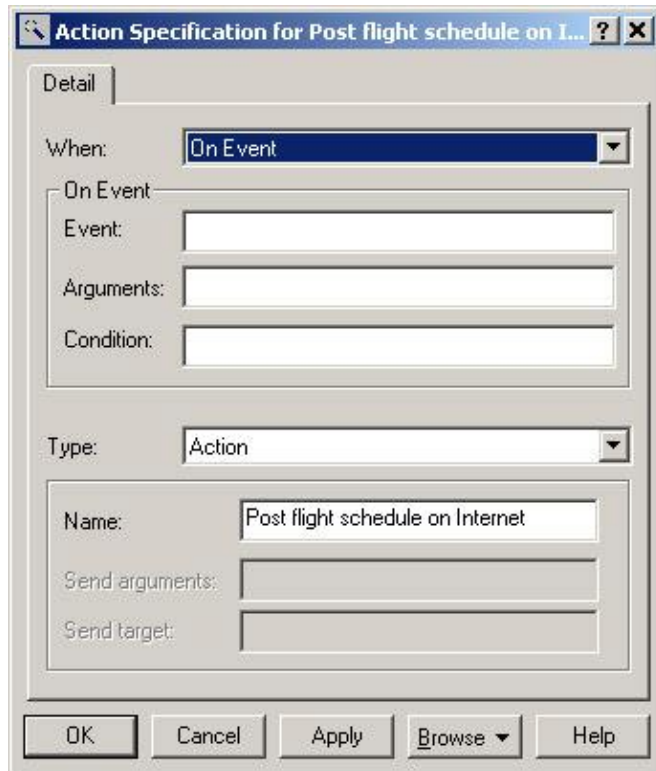 Action Specification for Post flight schedule on I...
Detail
When: On Event
On Event
Event:
Arguments:
Condition:
Type: Action
Name: Post flight schedule on Internet
Send arguments:
Send target:
OK Cancel Apply Browse Help